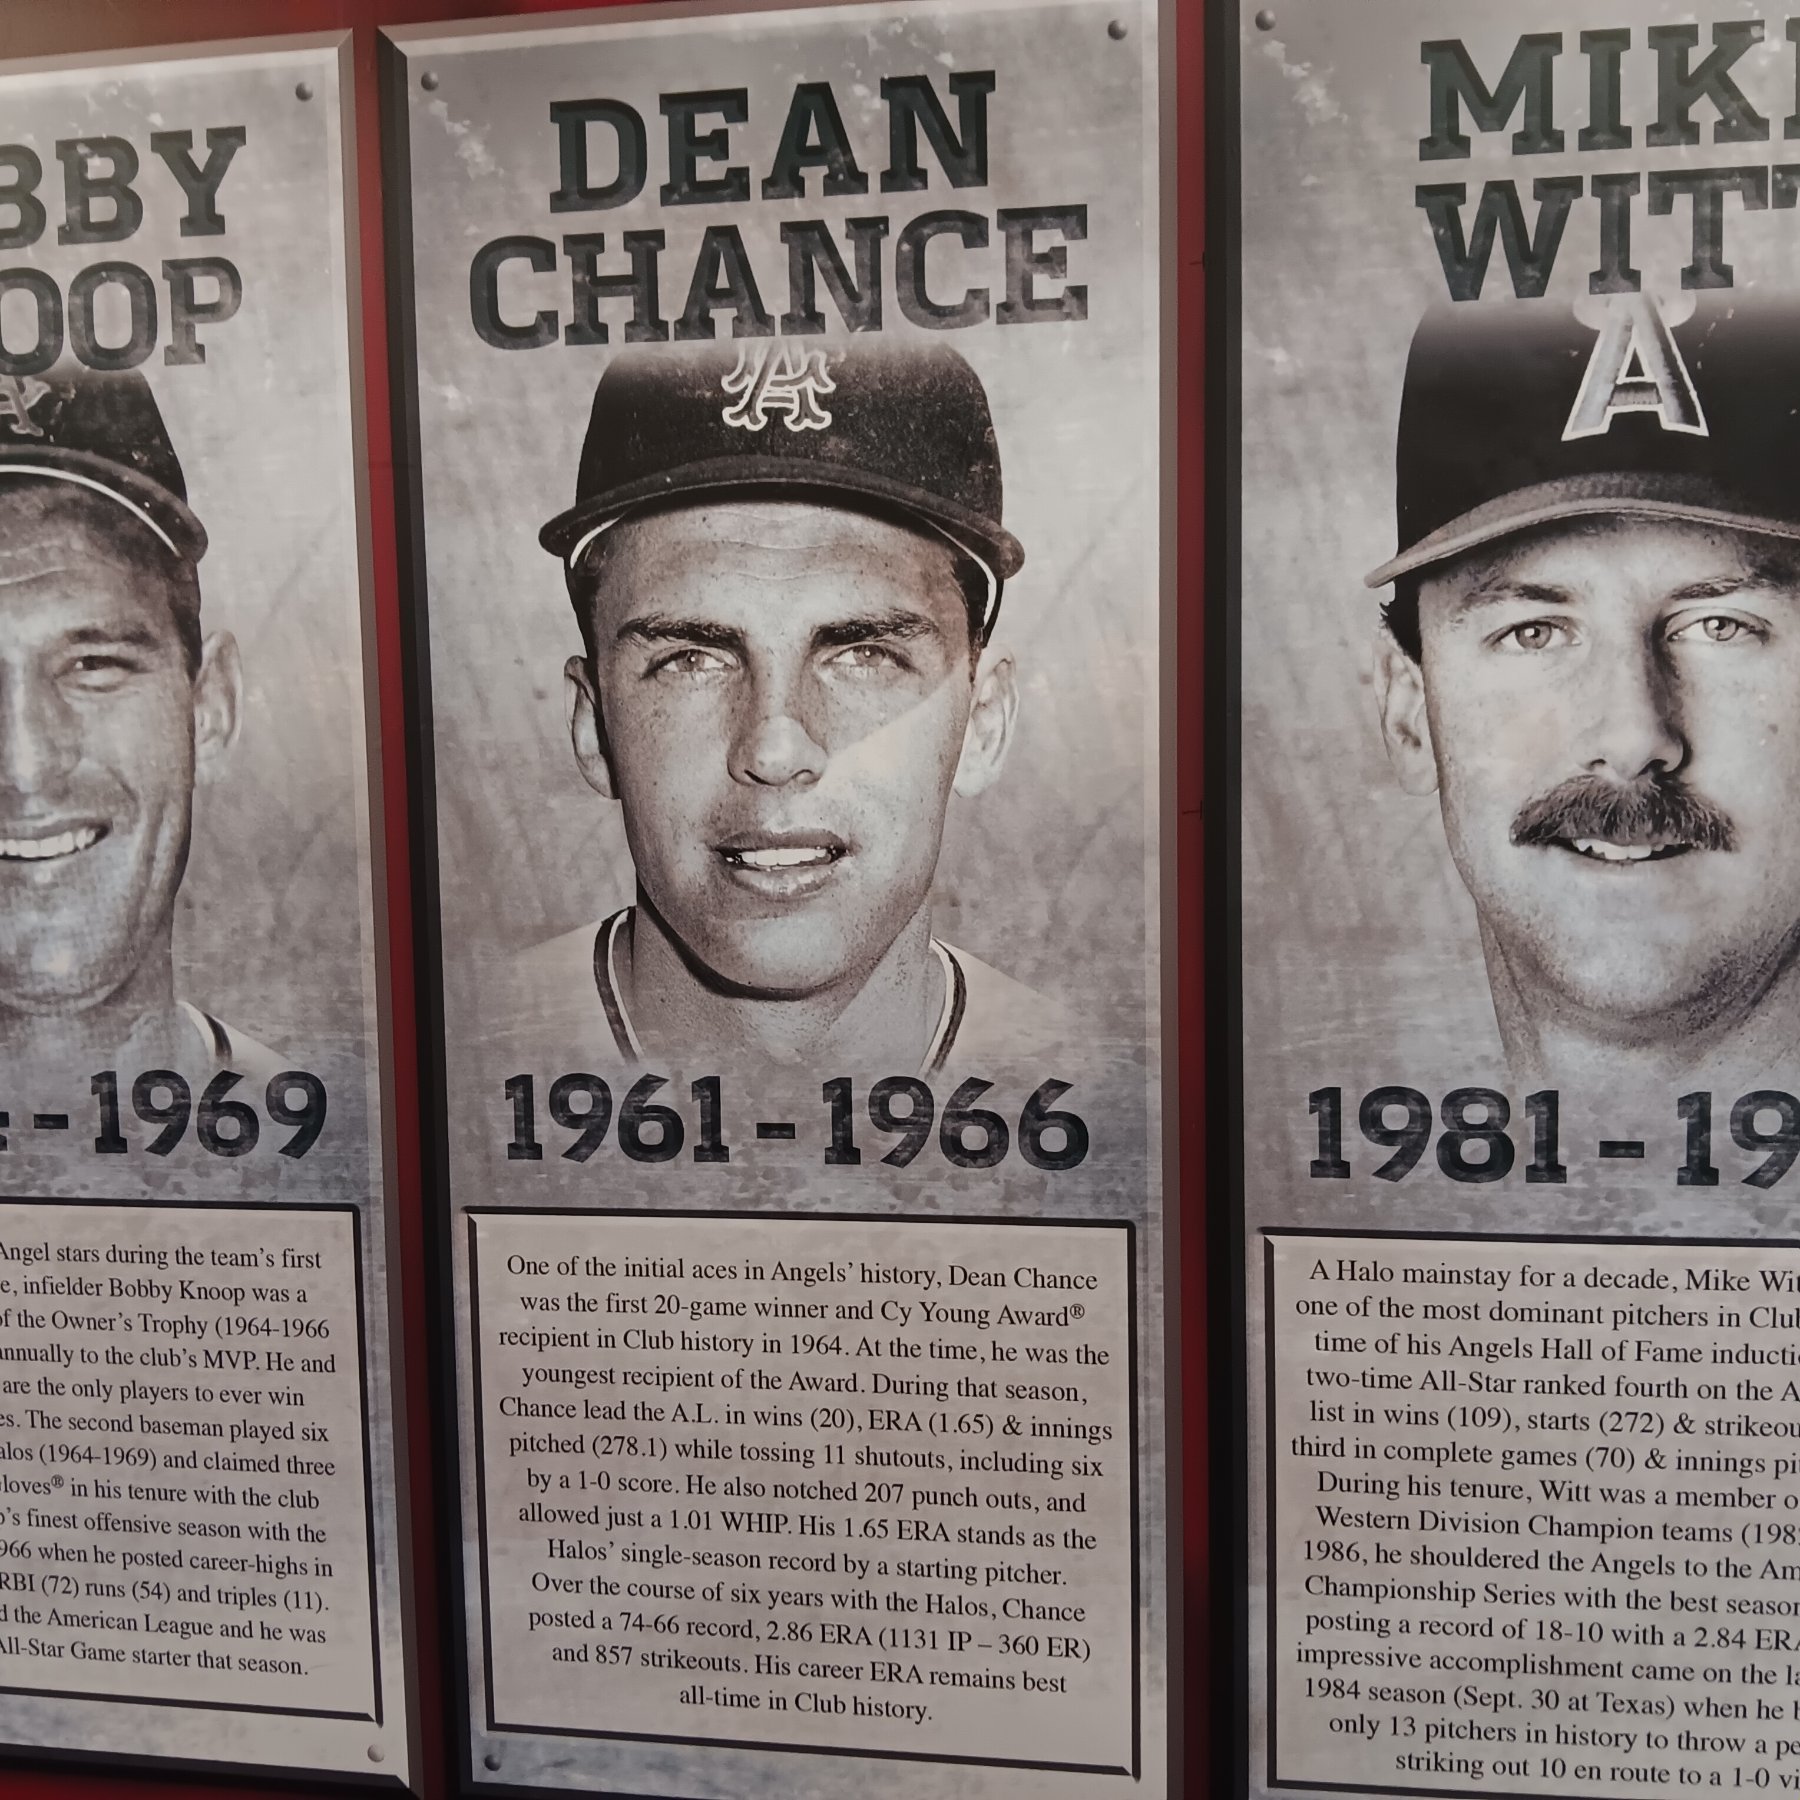 BBY
OOP
- 1969
Angel stars during the team's first
infielder Bobby Knoop was a
of the Owner's Trophy (1964-1966
annually to the club's MVP. He and
are the only players to ever win
The second baseman played six
(1964-1969) and claimed three
in his tenure with the club
finest offensive season with the
when he posted career-highs in
RBI (72) runs (54) and triples (11).
the American League and he was
All-Star Game starter that season.
DEAN
CHANCE
1961 - 1966
One of the initial aces in Angels' history, Dean Chance
was the first 20-game winner and Cy Young Award®
recipient in Club history in 1964. At the time, he was the
youngest recipient of the Award. During that season,
Chance lead the A.L. in wins (20), ERA (1.65) & innings
pitched (278.1) while tossing 11 shutouts, including six
by a 1-0 score. He also notched 207 punch outs, and
allowed just a 1.01 WHIP. His 1.65 ERA stands as the
Halos' single-season record by a starting pitcher.
Over the course of six years with the Halos, Chance
posted a 74-66 record, 2.86 ERA (1131 IP – 360 ER)
and 857 strikeouts. His career ERA remains best
all-time in Club history.
A
MIK
WIT
1981 - 19
A Halo mainstay for a decade, Mike Wit
one of the most dominant pitchers in Club
time of his Angels Hall of Fame inducti
two-time All-Star ranked fourth on the A
list in wins (109), starts (272) & strikeou
third in complete games (70) & innings pi
During his tenure, Witt was a member o
Western Division Champion teams (198
1986, he shouldered the Angels to the Am
Championship Series with the best season
posting a record of 18-10 with a 2.84 ERA
impressive accomplishment came on the la
1984 season (Sept. 30 at Texas) when he b
only 13 pitchers in history to throw a pe
striking out 10 en route to a 1-0 vi